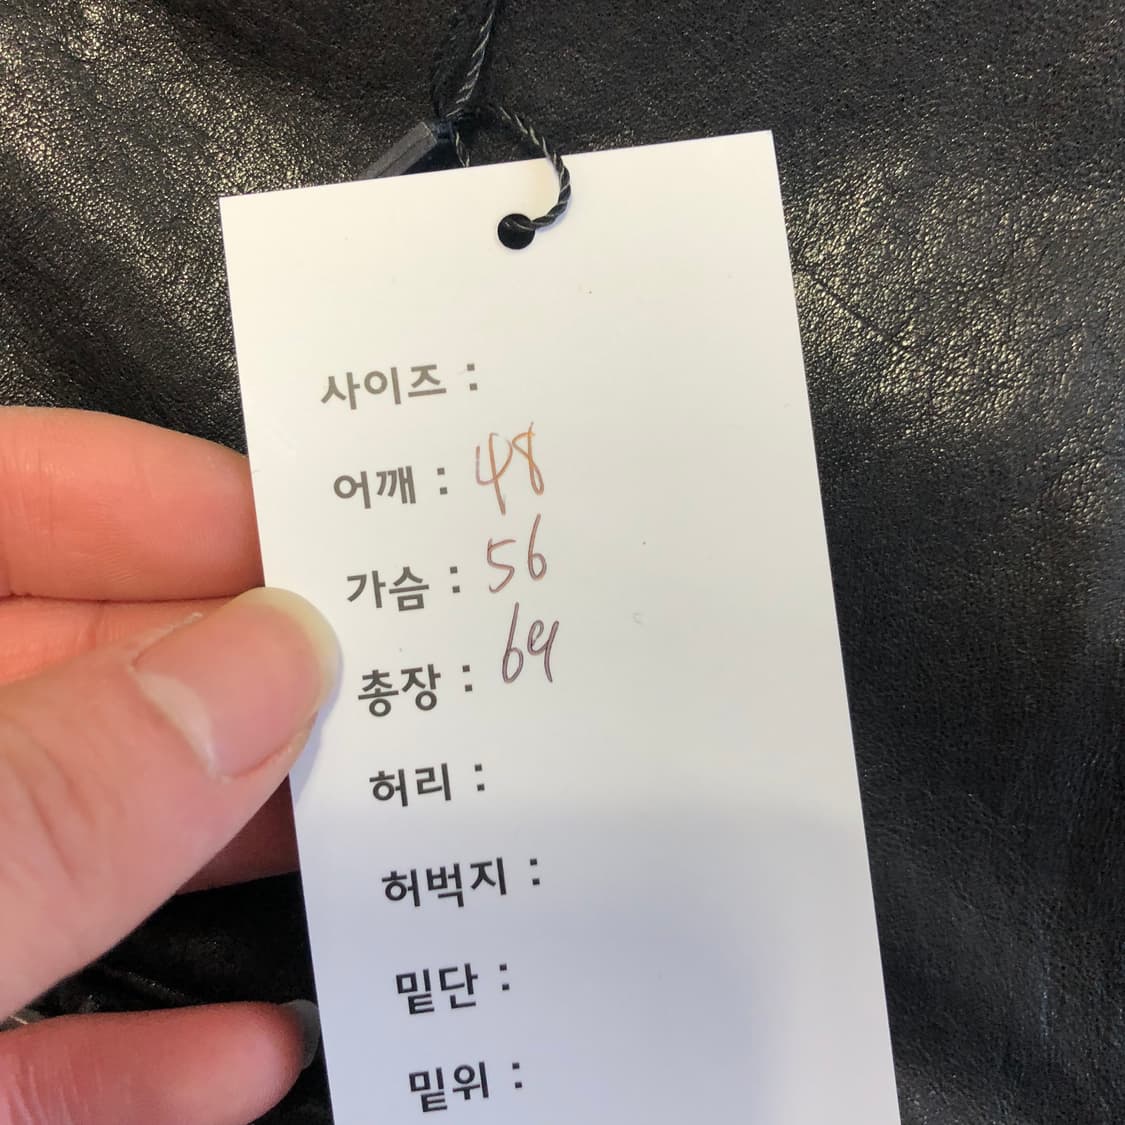 사이즈 :
어깨 : 48
가슴 : 56
총장 : 69
허리 :
허벅지 :
밑단 :
밑위 :